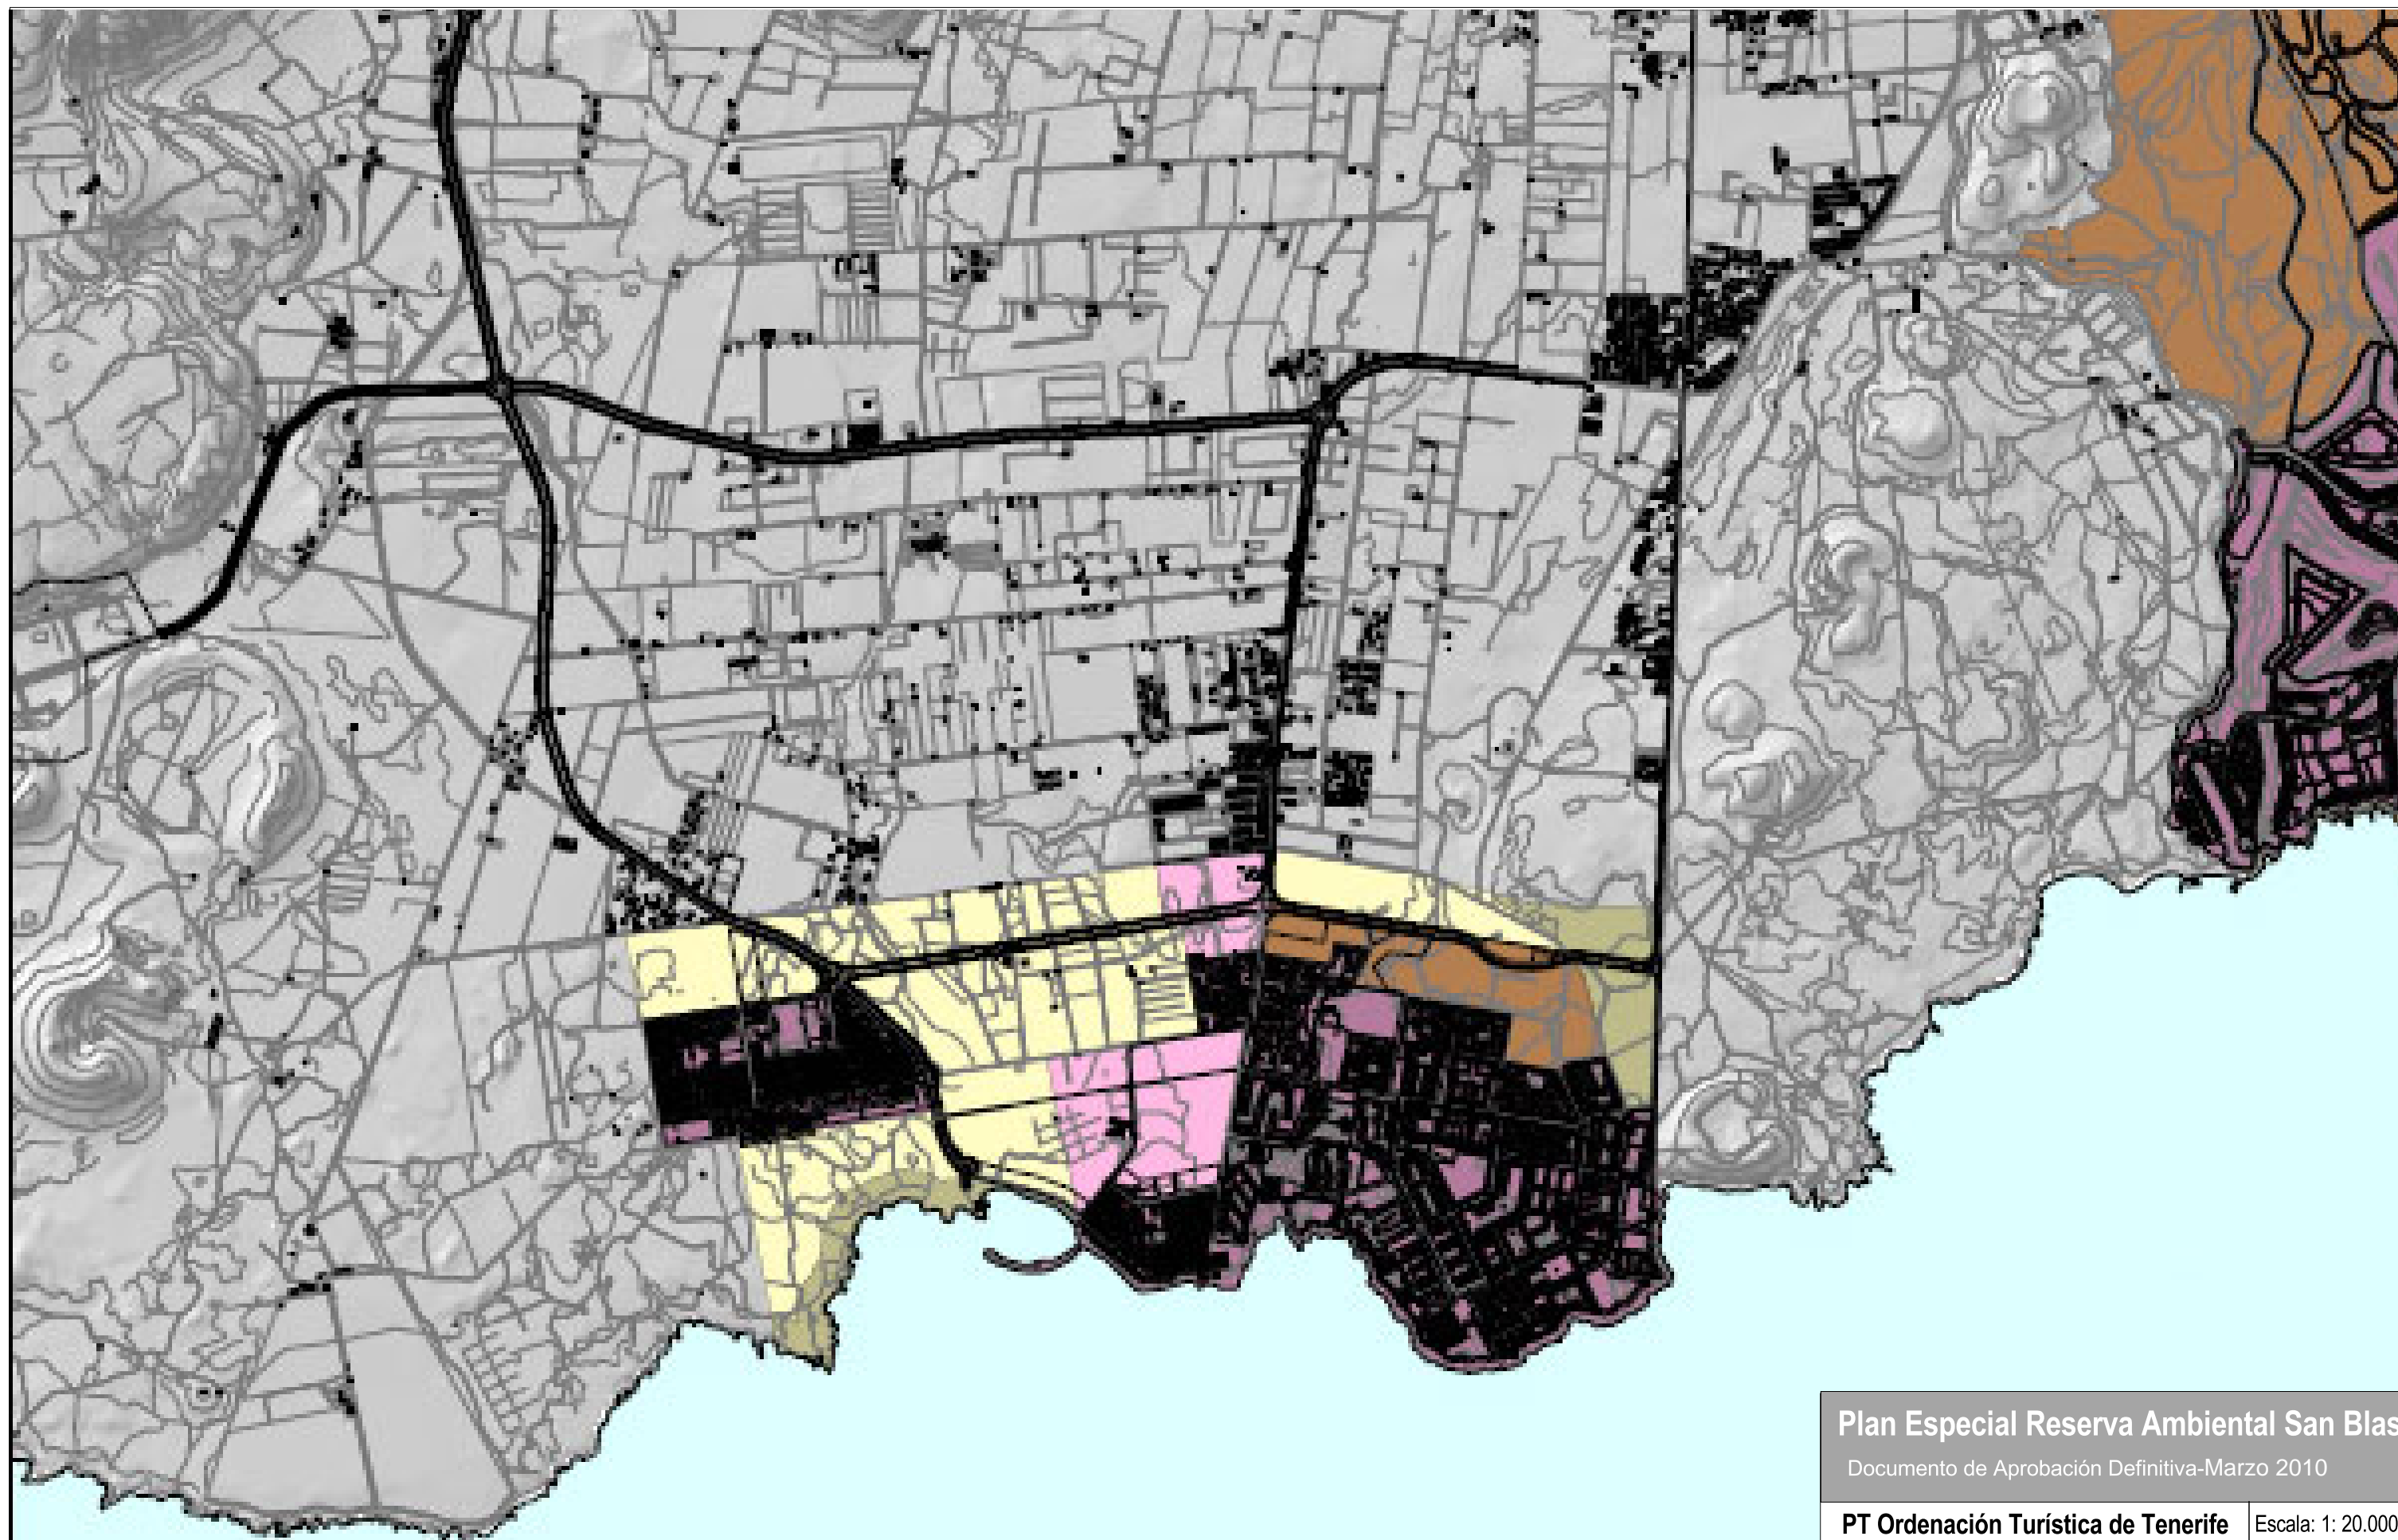 Plan Especial Reserva Ambiental San Blas
Documento de Aprobación Definitiva-Marzo 2010
PT Ordenación Turística de Tenerife
Escala: 1: 20.000